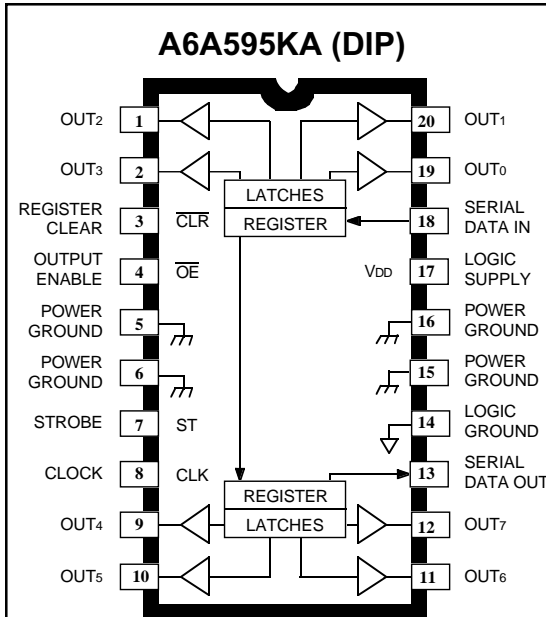 A6A595KA (DIP)
OUT2 1
20 OUT1
OUT3 2
19 OUT0
LATCHES
REGISTER
REGISTER CLEAR 3 CLR
18 SERIAL DATA IN
OUTPUT ENABLE 4 OE
VDD 17 LOGIC SUPPLY
POWER GROUND 5
16 POWER GROUND
POWER GROUND 6
15 POWER GROUND
STROBE 7 ST
14 LOGIC GROUND
CLOCK 8 CLK
13 SERIAL DATA OUT
REGISTER
LATCHES
OUT4 9
12 OUT7
OUT5 10
11 OUT6